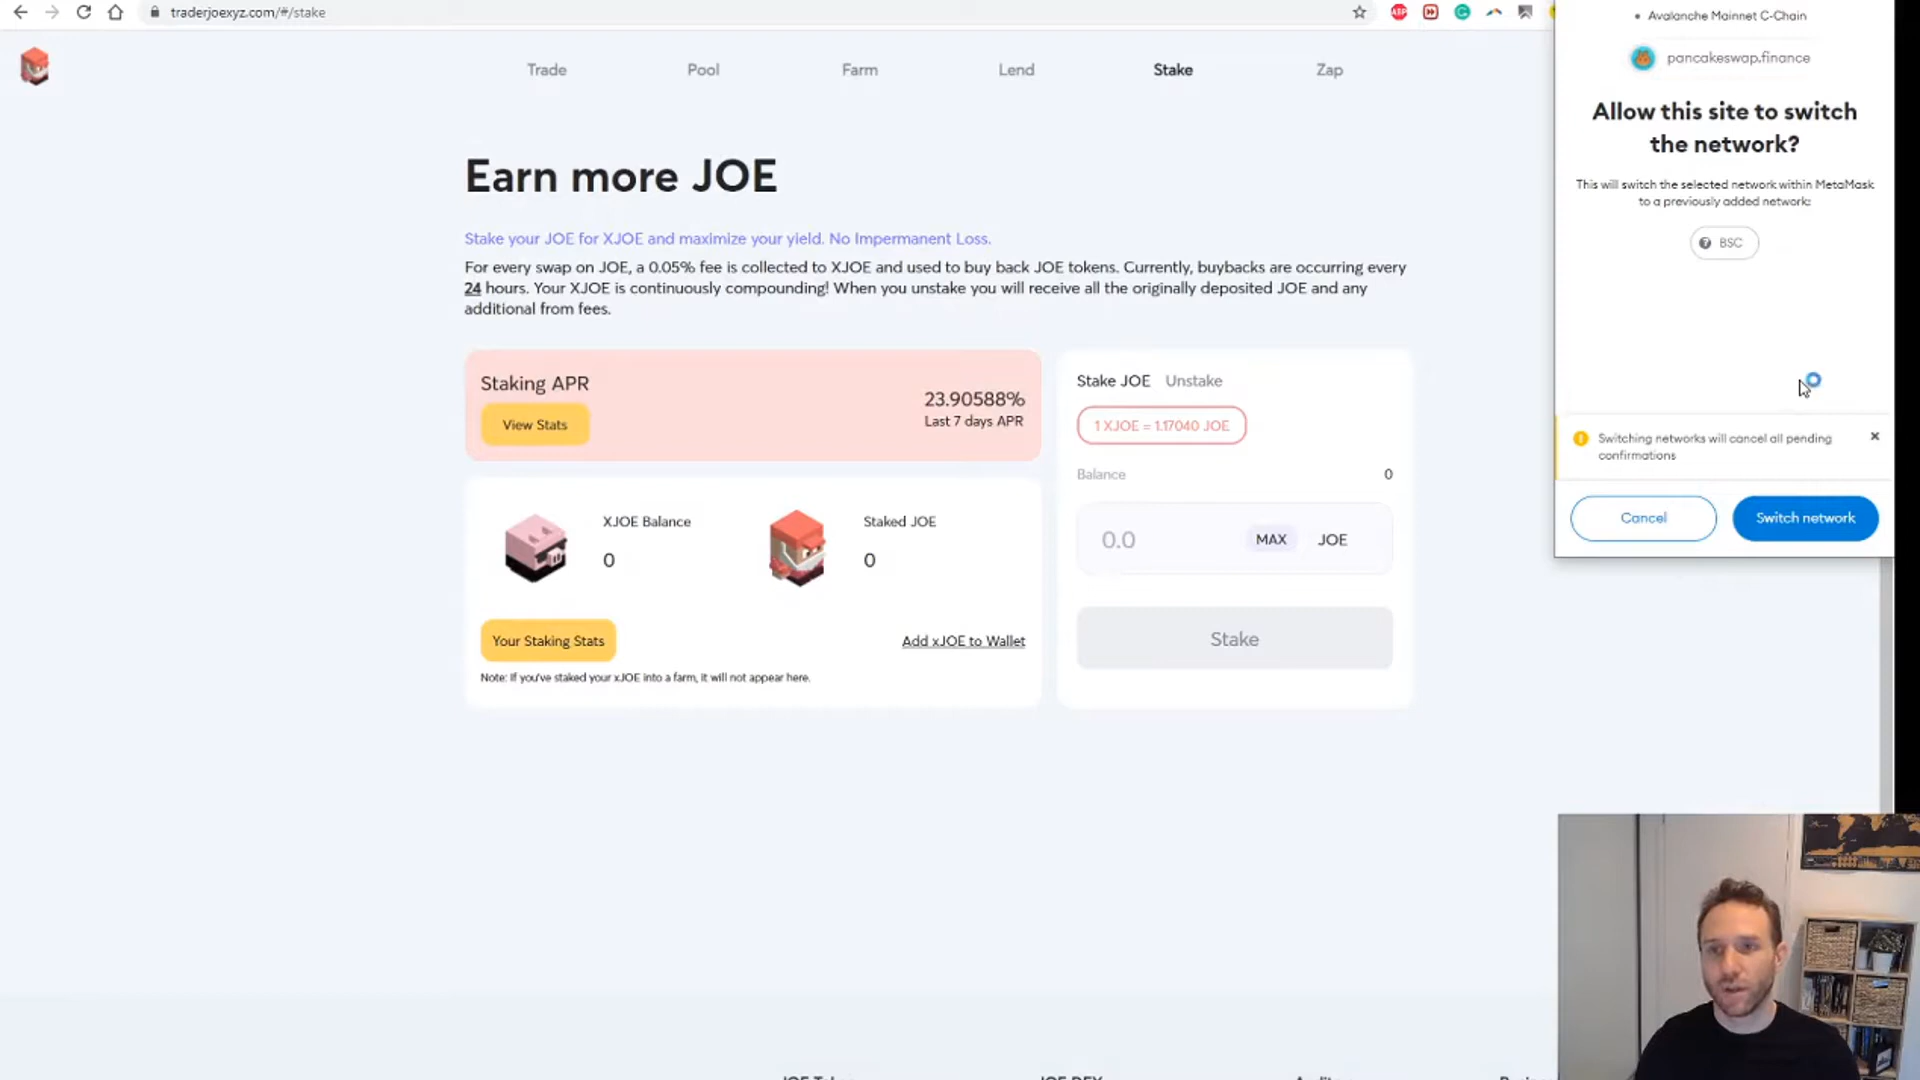 traderjoexyz.com/#/stake
ABP
Trade
Pool
Farm
Lend
Stake
Zap
Earn more JOE
Stake your JOE for XJOE and maximize your yield. No Impermanent Loss.
For every swap on JOE, a 0.05% fee is collected to XJOE and used to buy back JOE tokens. Currently, buybacks are occurring every
24 hours. Your XJOE is continuously compounding! When you unstake you will receive all the originally deposited JOE and any
additional from fees.
Staking APR
View Stats
23.90588%
Last 7 days APR
XJOE Balance
0
Staked JOE
0
Your Staking Stats
Add xJOE to Wallet
Note: If you've staked your xJOE into a farm, it will not appear here.
Stake JOE
Unstake
1 XJOE = 1.17040 JOE
Balance
0
0.0
MAX
JOE
Stake
Avalanche Mainnet C-Chain
pancakeswap.finance
Allow this site to switch
the network?
This will switch the selected network within MetaMask
to a previously added network:
? BSC
Switching networks will cancel all pending
confirmations
Cancel
Switch network